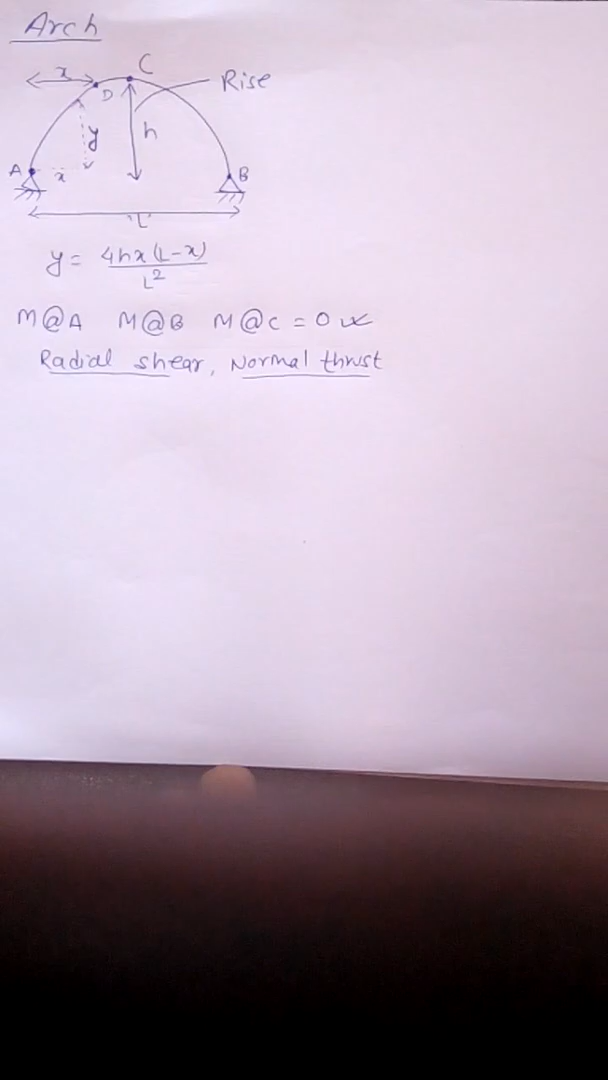 Arch
x C Rise
D
y h
A x B
L
y = 4hx(L-x) / L²
M@A M@B M@C = 0
Radial shear, Normal thrust